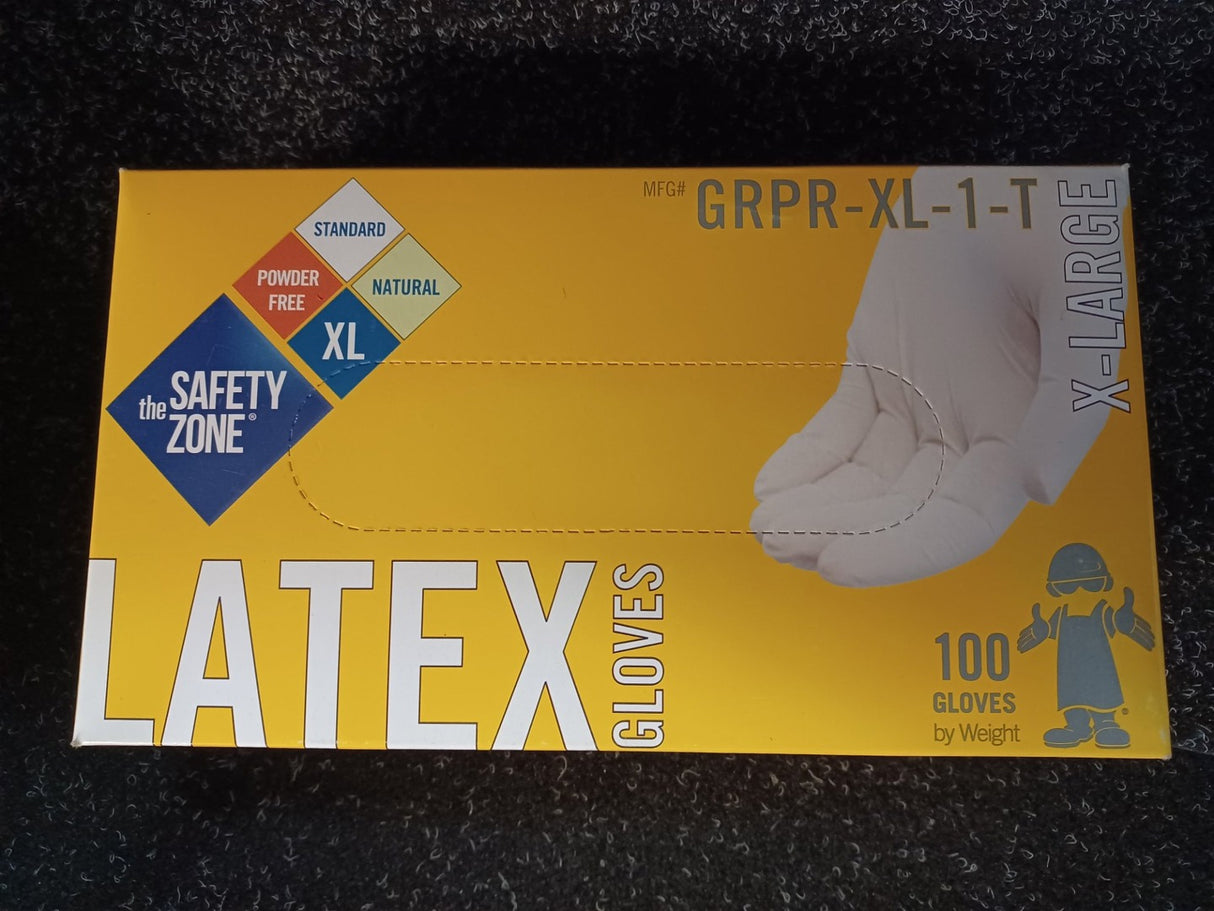 MFG# GRPR-XL-1-T
X-LARGE
STANDARD
POWDER
FREE
NATURAL
XL
the SAFETY
ZONE®
LATEX
GLOVES
100
GLOVES
by Weight